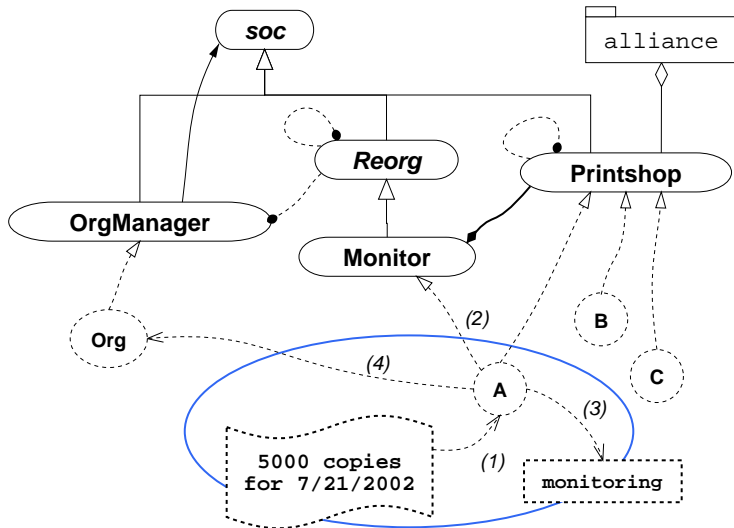 soc
alliance
Reorg
Printshop
OrgManager
Monitor
(2)
B
Org
(4)
C
A
(3)
5000 copies
for 7/21/2002
(1)
monitoring